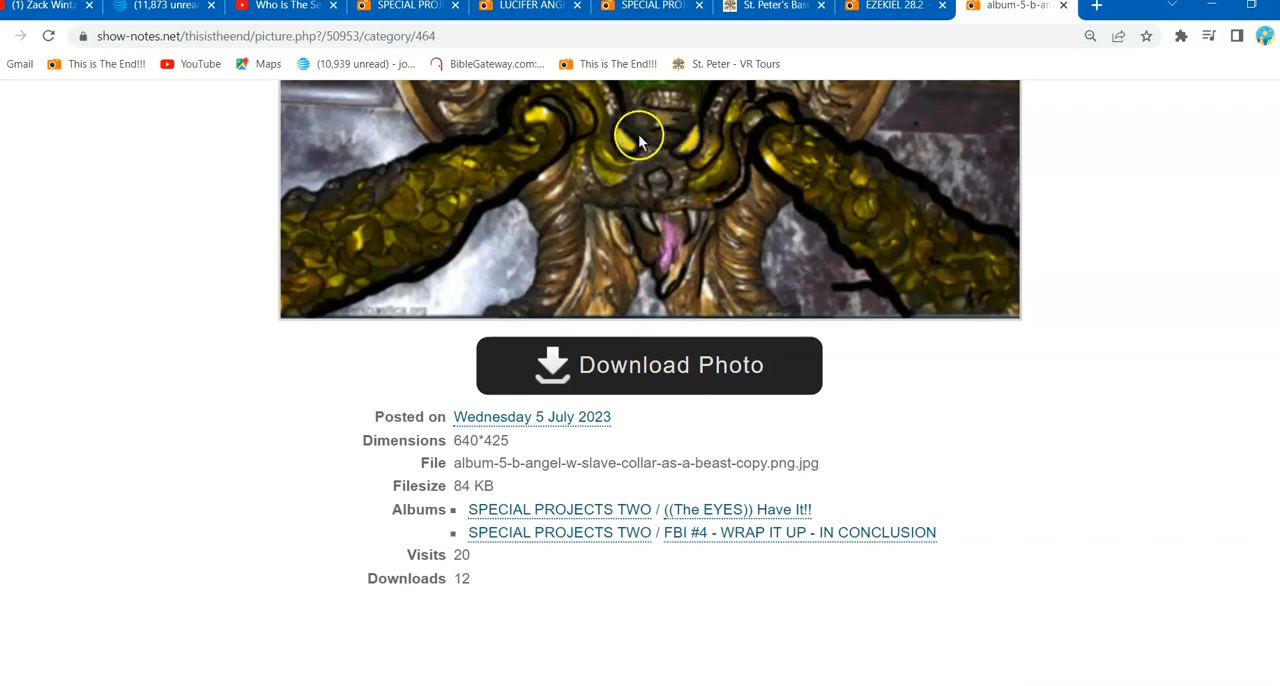 (1) Zack Wint
(11,873 unrea
Who Is The Se
SPECIAL PROJ
LUCIFER ANG
SPECIAL PROJ
St. Peter's Bas
EZEKIEL 28.2 -
album-5-b-an
show-notes.net/thisistheend/picture.php?/50953/category/464
Gmail
This is The End!!!
YouTube
Maps
(10,939 unread) - jo...
BibleGateway.com:...
This is The End!!!
St. Peter - VR Tours
Download Photo
Posted on Wednesday 5 July 2023
Dimensions 640*425
File album-5-b-angel-w-slave-collar-as-a-beast-copy.png.jpg
Filesize 84 KB
Albums ▪ SPECIAL PROJECTS TWO / ((The EYES)) Have It!!
▪ SPECIAL PROJECTS TWO / FBI #4 - WRAP IT UP - IN CONCLUSION
Visits 20
Downloads 12